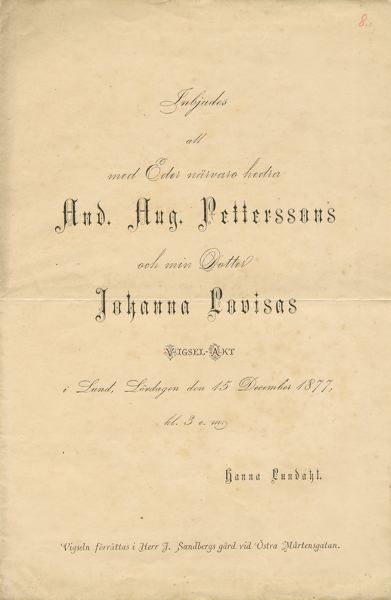 8.
Inbjudes
att
med Eder närvaro hedra
And. Aug. Petterssons
och min Dotter
Johanna Lovisas
VIGSEL-AKT
i Lund, Lördagen den 15 December 1877,
kl. 3 e. m.
Hanna Lundahl.
Vigseln förrättas i Herr J. Sandbergs gård vid Östra Mårtensgatan.